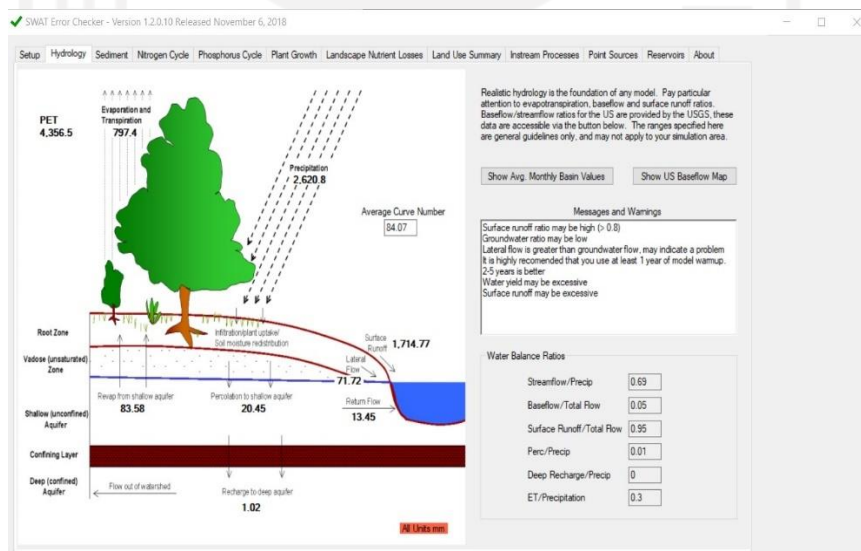 SWAT Error Checker - Version 1.2.0.10 Released November 6, 2018
Setup Hydrology Sediment Nitrogen Cycle Phosphorus Cycle Plant Growth Landscape Nutrient Losses Land Use Summary Instream Processes Point Sources Reservoirs About
PET
4,356.5
Evaporation and
Transpiration
797.4
Precipitation
2,620.8
Average Curve Number
84.07
Root Zone
Infiltration/plant uptake/
Soil moisture redistribution
Surface
Runoff
1,714.77
Vadose (unsaturated)
Zone
Lateral
Flow
71.72
Revap from shallow aquifer
83.58
Percolation to shallow aquifer
20.45
Return Flow
13.45
Shallow (unconfined)
Aquifer
Confining Layer
Deep (confined)
Aquifer
Flow out of watershed
Recharge to deep aquifer
1.02
All Units mm
Realistic hydrology is the foundation of any model. Pay particular
attention to evapotranspiration, baseflow and surface runoff ratios.
Baseflow/streamflow ratios for the US are provided by the USGS, these
data are accessible via the button below. The ranges specified here
are general guidelines only, and may not apply to your simulation area.
Show Avg. Monthly Basin Values
Show US Baseflow Map
Messages and Warnings
Surface runoff ratio may be high (> 0.8)
Groundwater ratio may be low
Lateral flow is greater than groundwater flow, may indicate a problem
It is highly recomended that you use at least 1 year of model warmup.
2-5 years is better
Water yield may be excessive
Surface runoff may be excessive
Water Balance Ratios
Streamflow/Precip 0.69
Baseflow/Total Flow 0.05
Surface Runoff/Total Flow 0.95
Perc/Precip 0.01
Deep Recharge/Precip 0
ET/Precipitation 0.3